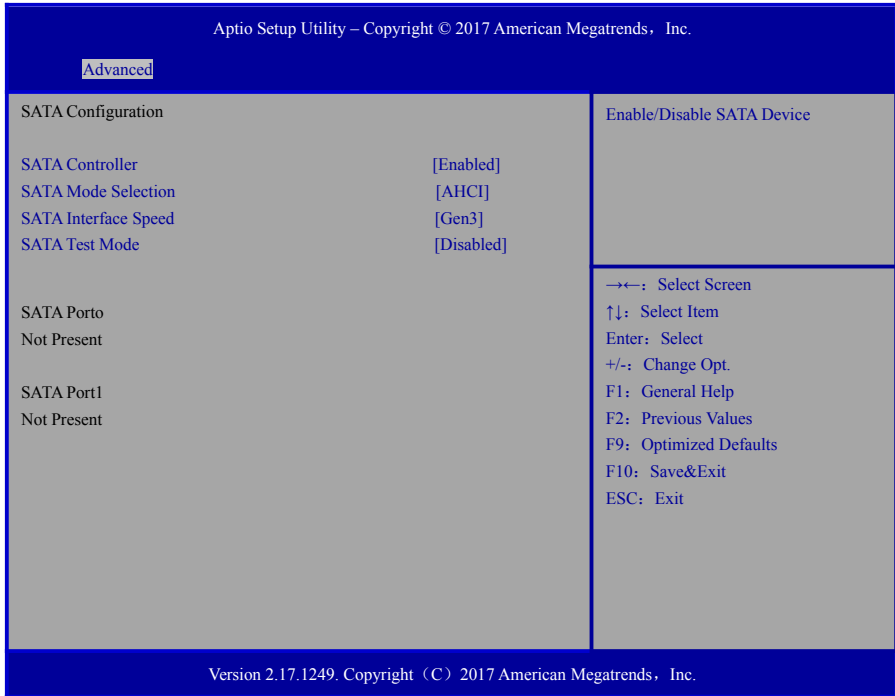 Aptio Setup Utility – Copyright © 2017 American Megatrends，Inc.
Advanced
SATA Configuration
SATA Controller [Enabled]
SATA Mode Selection [AHCI]
SATA Interface Speed [Gen3]
SATA Test Mode [Disabled]
SATA Porto
Not Present
SATA Port1
Not Present
Enable/Disable SATA Device
→←：Select Screen
↑↓：Select Item
Enter：Select
+/-：Change Opt.
F1：General Help
F2：Previous Values
F9：Optimized Defaults
F10：Save&Exit
ESC：Exit
Version 2.17.1249. Copyright（C）2017 American Megatrends，Inc.